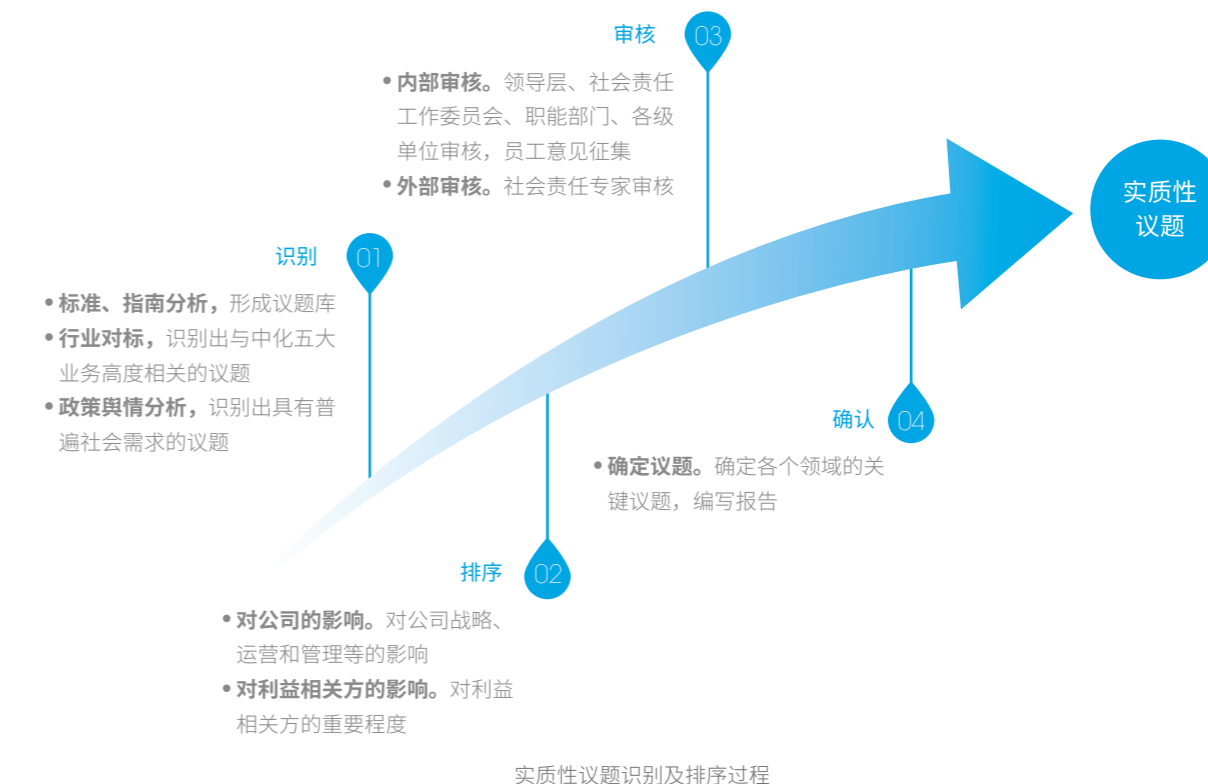 识别
01
• 标准、指南分析，形成议题库
• 行业对标，识别出与中化五大
业务高度相关的议题
• 政策舆情分析，识别出具有普
遍社会需求的议题
排序
02
• 对公司的影响。对公司战略、
运营和管理等的影响
• 对利益相关方的影响。对利益
相关方的重要程度
审核
03
• 内部审核。领导层、社会责任
工作委员会、职能部门、各级
单位审核，员工意见征集
• 外部审核。社会责任专家审核
确认
04
• 确定议题。确定各个领域的关
键议题，编写报告
实质性
议题
实质性议题识别及排序过程